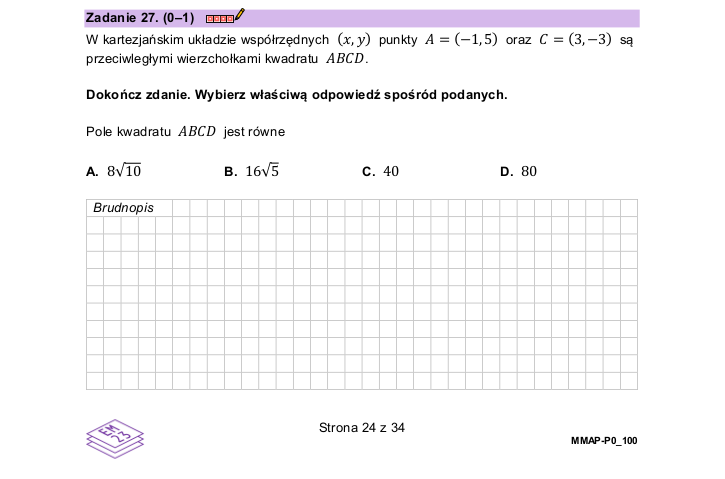 Zadanie 27. (0–1)
W kartezjańskim układzie współrzędnych (x, y) punkty A = (−1, 5) oraz C = (3, −3) są
przeciwległymi wierzchołkami kwadratu ABCD.
Dokończ zdanie. Wybierz właściwą odpowiedź spośród podanych.
Pole kwadratu ABCD jest równe
A. 8√10 B. 16√5 C. 40 D. 80
Brudnopis
EM
23
Strona 24 z 34
MMAP-P0_100